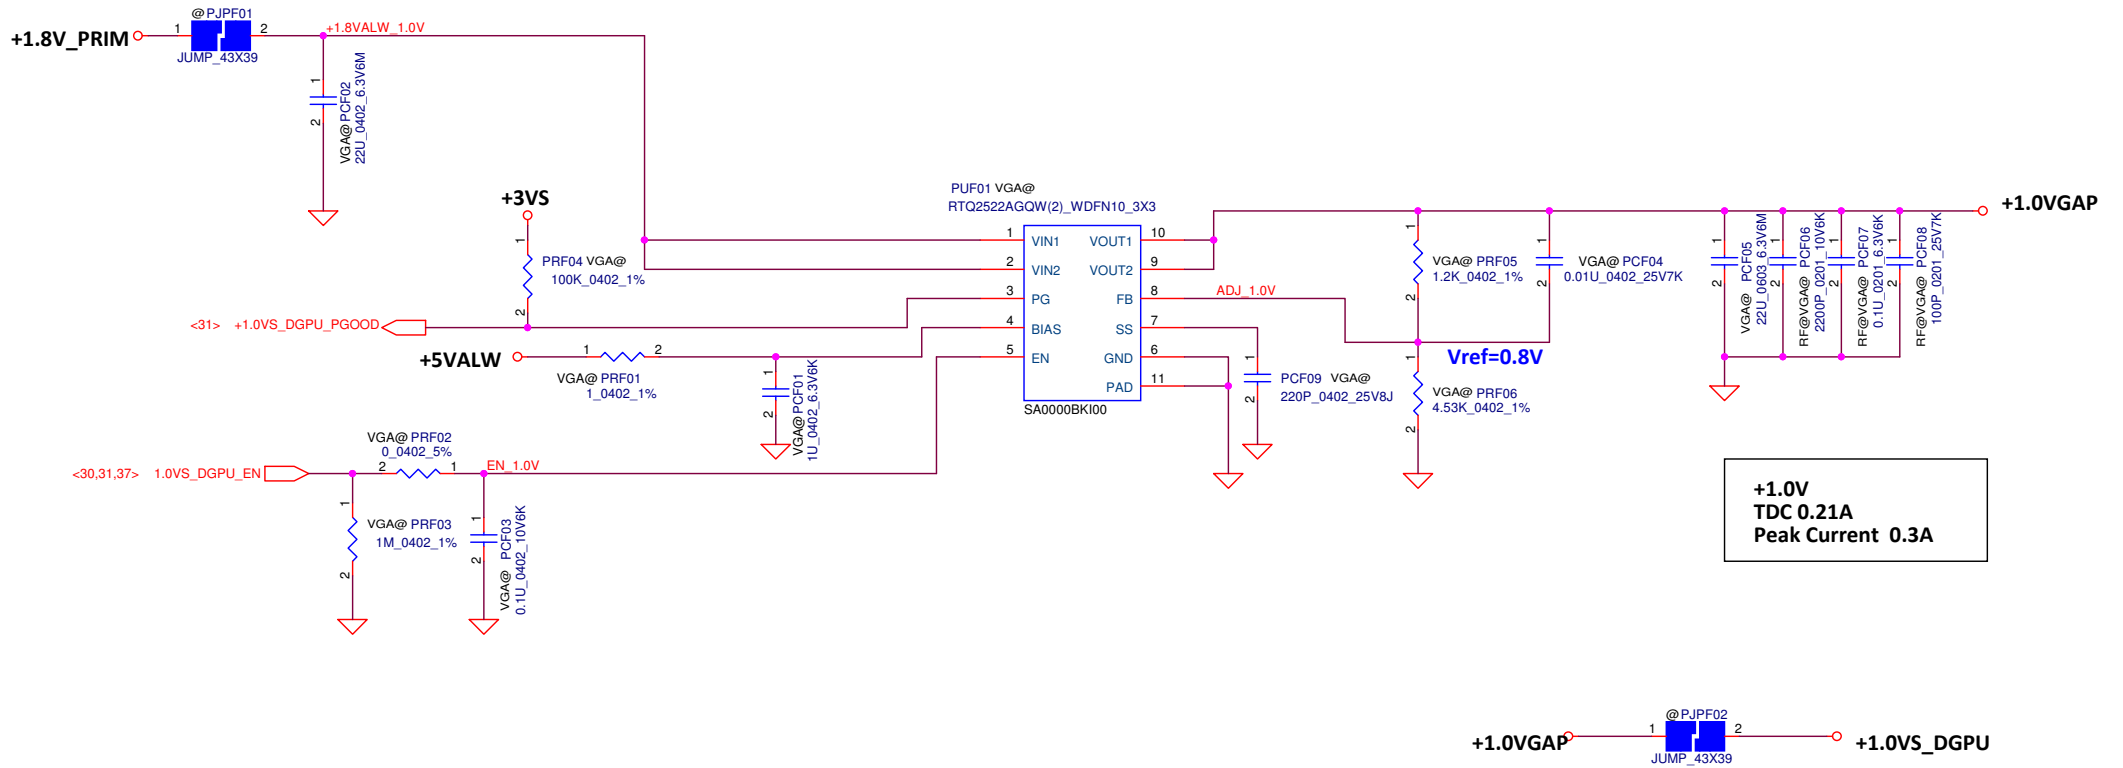 @ PJPF01
+1.8V_PRIM
1
2
JUMP_43X39
+1.8VALW_1.0V
1
2
VGA@ PCF02
22U_0402_6.3V6M
+3VS
1
2
PRF04 VGA@
100K_0402_1%
<31> +1.0VS_DGPU_PGOOD
+5VALW
1
2
VGA@ PRF01
1_0402_1%
1
2
VGA@ PCF01
1U_0402_6.3V6K
VGA@ PRF02
0_0402_5%
<30,31,37> 1.0VS_DGPU_EN
2
1
EN_1.0V
1
2
VGA@ PRF03
1M_0402_1%
1
2
VGA@ PCF03
0.1U_0402_10V6K
PUF01 VGA@
RTQ2522AGQW(2)_WDFN10_3X3
1 VIN1 VOUT1 10
2 VIN2 VOUT2 9
3 PG FB 8
4 BIAS SS 7
5 EN GND 6
PAD 11
SA0000BKI00
ADJ_1.0V
1
2
PCF09 VGA@
220P_0402_25V8J
1
2
VGA@ PRF05
1.2K_0402_1%
1
2
VGA@ PCF04
0.01U_0402_25V7K
Vref=0.8V
1
2
VGA@ PRF06
4.53K_0402_1%
+1.0VGAP
1
2
VGA@ PCF05
22U_0603_6.3V6M
1
2
RF@VGA@ PCF06
2200P_0201_10V6K
1
2
RF@VGA@ PCF07
0.1U_0201_6.3V6K
1
2
RF@VGA@ PCF08
100P_0201_25V7K
+1.0V
TDC 0.21A
Peak Current 0.3A
@ PJPF02
+1.0VGAP
1
2
+1.0VS_DGPU
JUMP_43X39